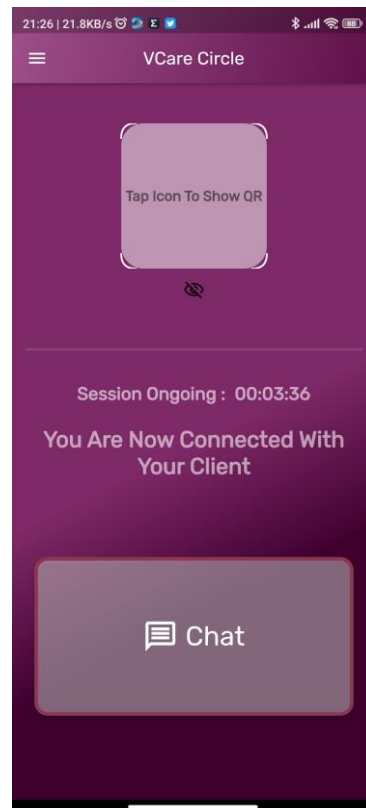 21:26 | 21.8KB/s
VCare Circle
Tap Icon To Show QR
Session Ongoing : 00:03:36
You Are Now Connected With
Your Client
Chat